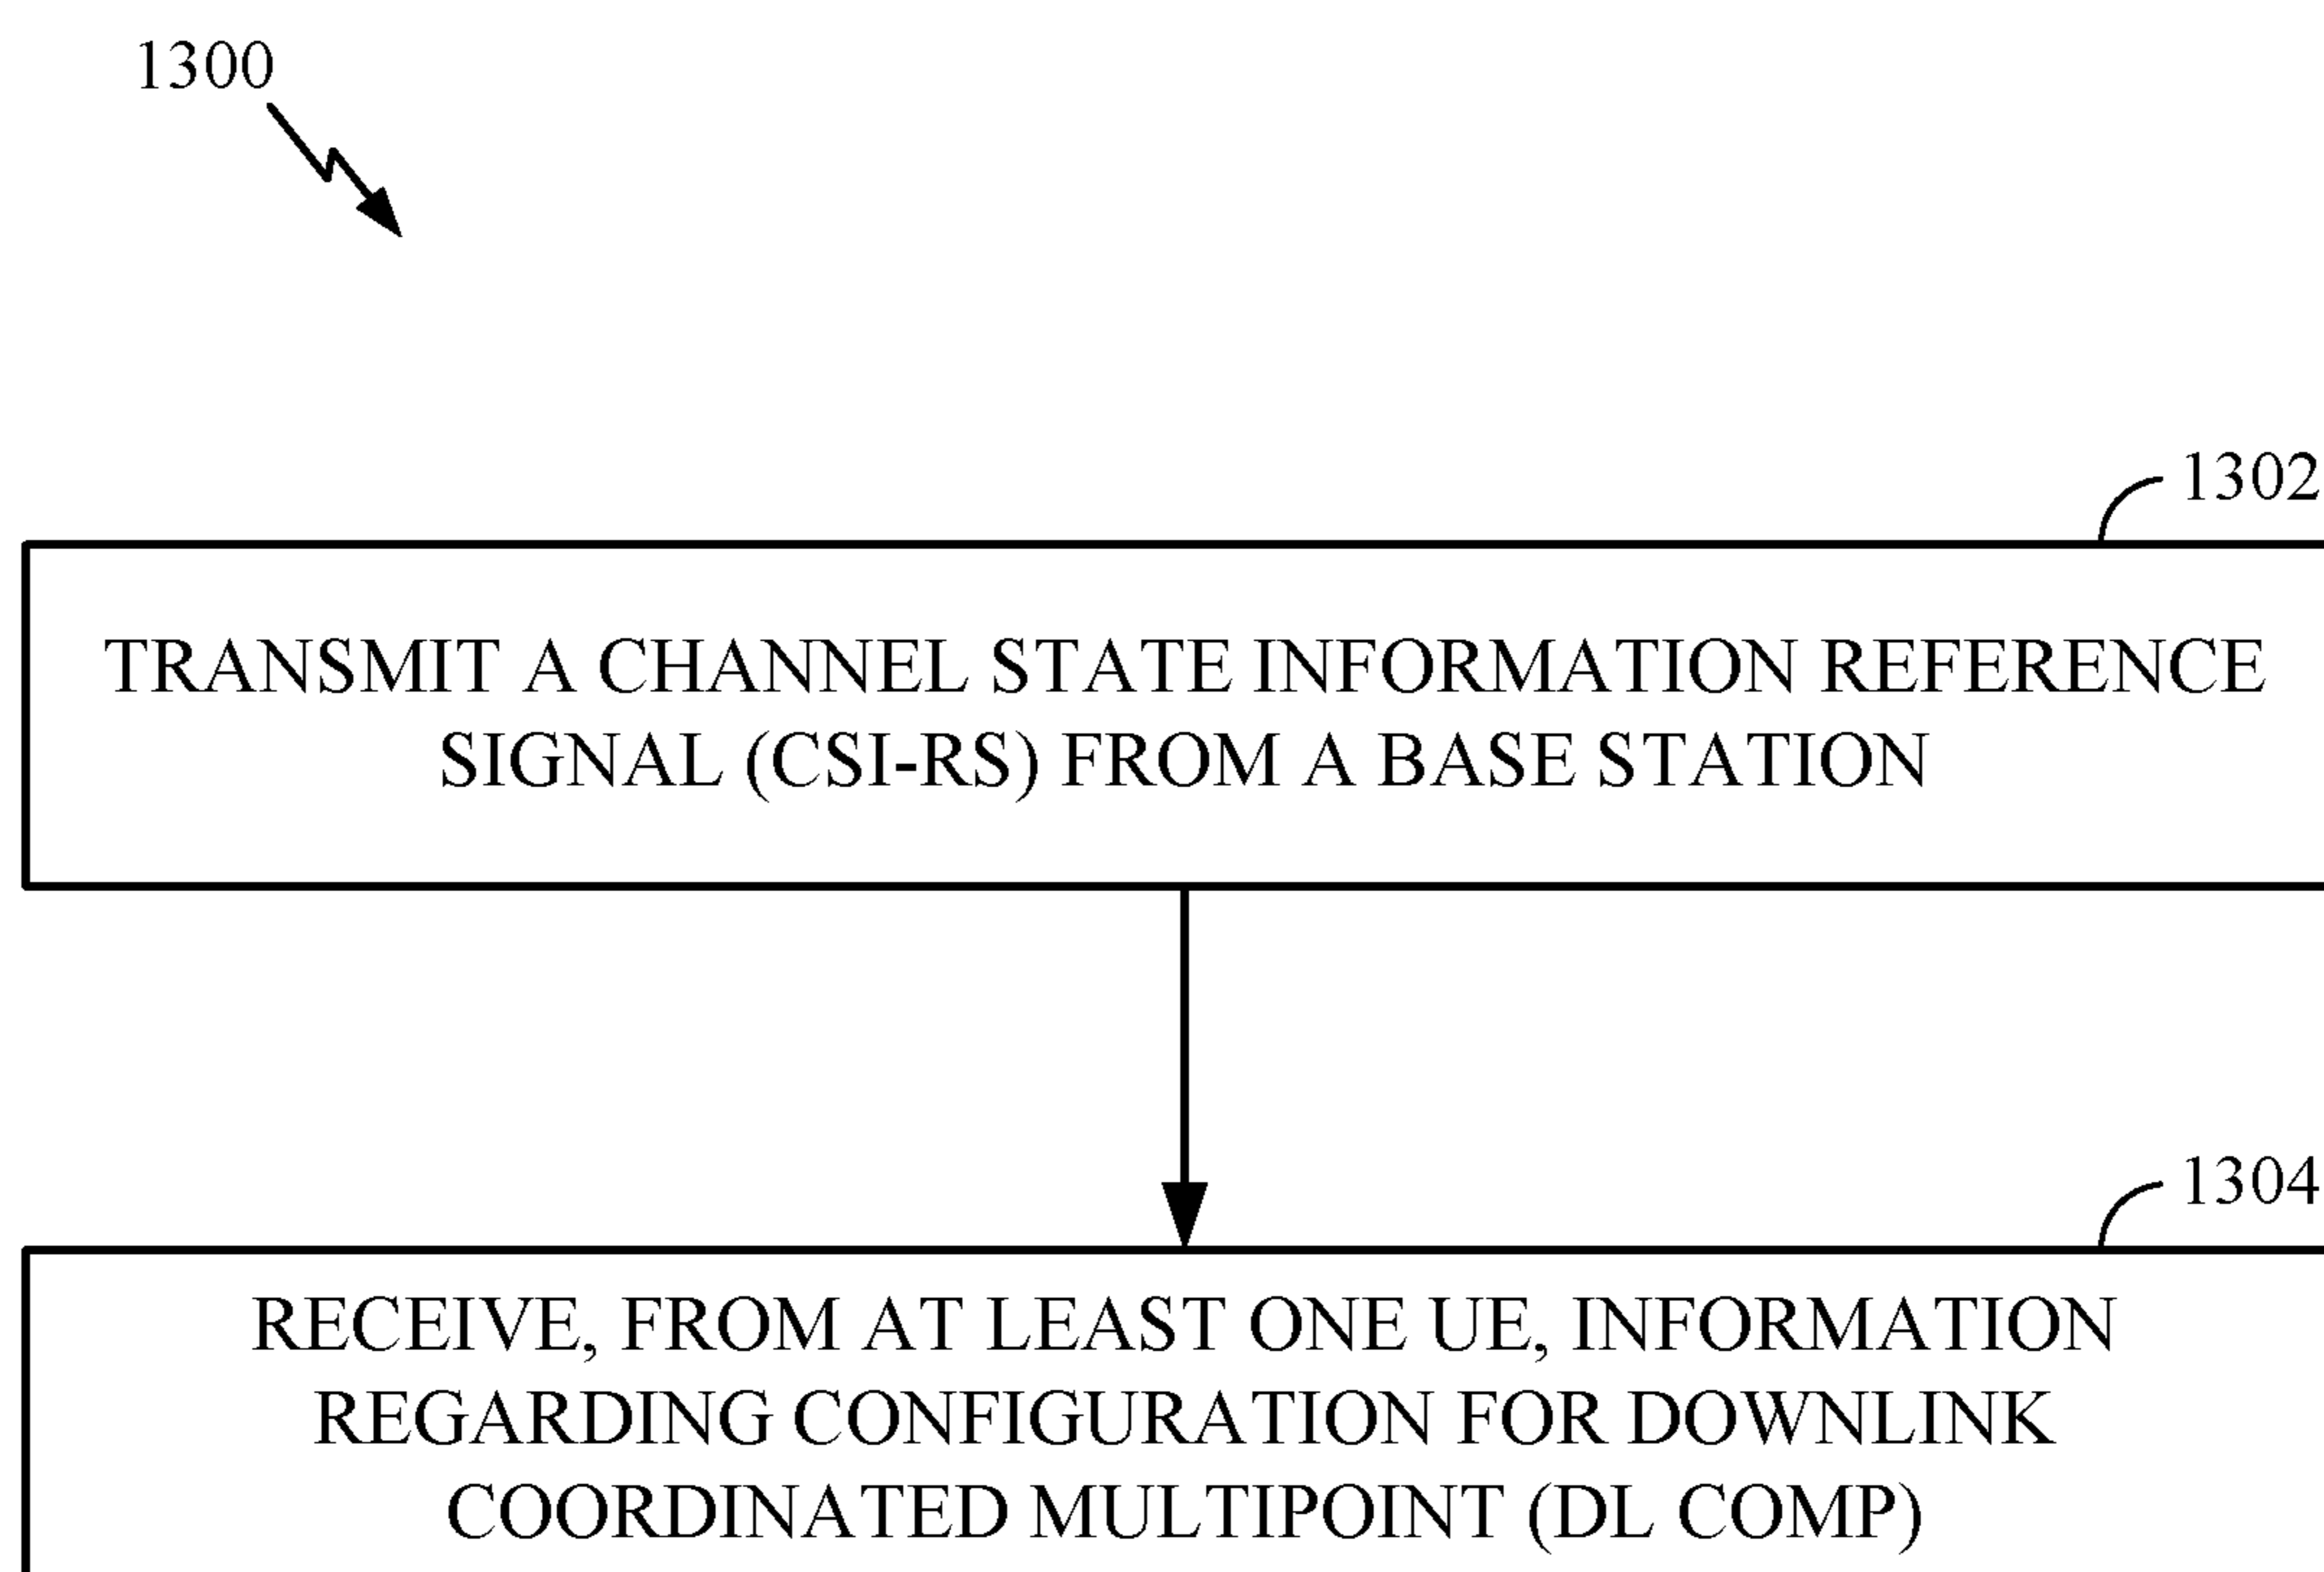 1300
1302
TRANSMIT A CHANNEL STATE INFORMATION REFERENCE
SIGNAL (CSI-RS) FROM A BASE STATION
1304
RECEIVE, FROM AT LEAST ONE UE, INFORMATION
REGARDING CONFIGURATION FOR DOWNLINK
COORDINATED MULTIPOINT (DL COMP)